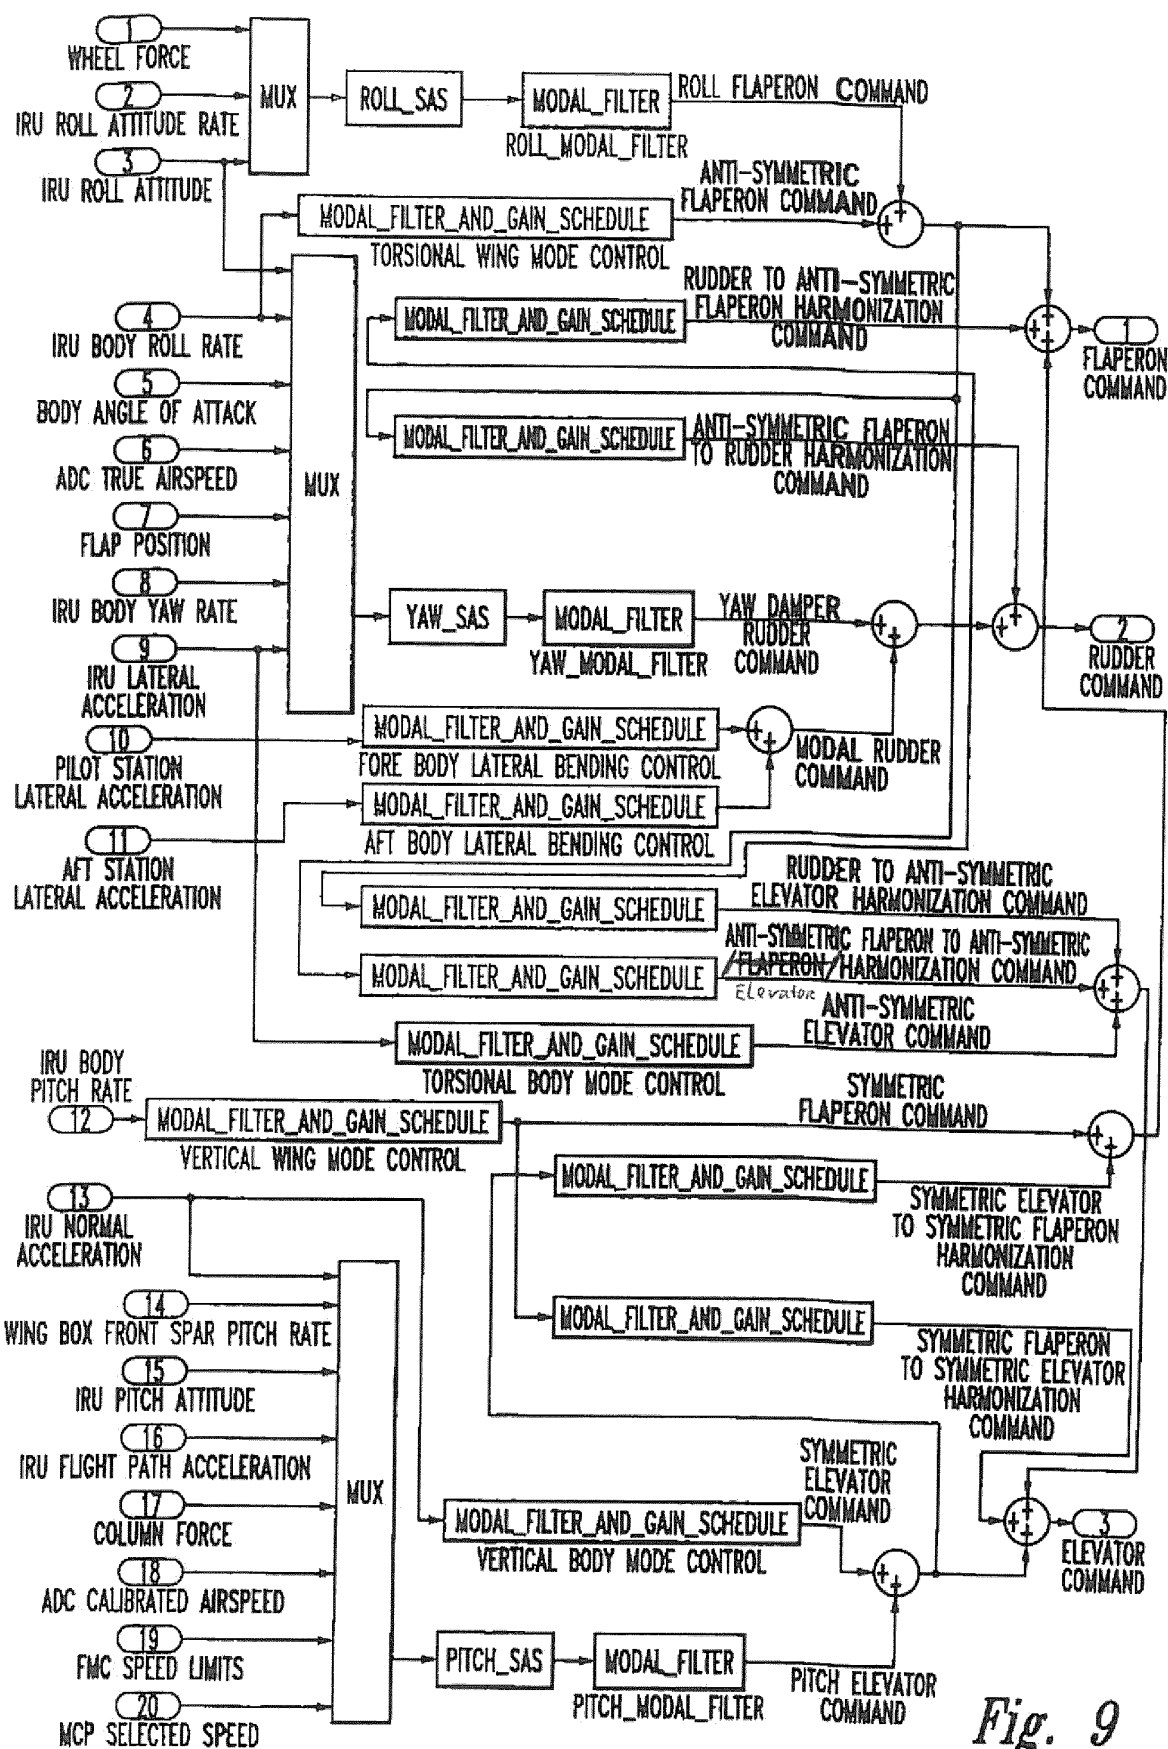 1
WHEEL FORCE
2
IRU ROLL ATTITUDE RATE
3
IRU ROLL ATTITUDE
MUX
ROLL_SAS
MODAL_FILTER
ROLL_MODAL_FILTER
ROLL FLAPERON COMMAND
MODAL_FILTER_AND_GAIN_SCHEDULE
TORSIONAL WING MODE CONTROL
ANTI-SYMMETRIC
FLAPERON COMMAND
+
+
4
IRU BODY ROLL RATE
5
BODY ANGLE OF ATTACK
6
ADC TRUE AIRSPEED
7
FLAP POSITION
8
IRU BODY YAW RATE
9
IRU LATERAL
ACCELERATION
MUX
MODAL_FILTER_AND_GAIN_SCHEDULE
RUDDER TO ANTI-SYMMETRIC
FLAPERON HARMONIZATION
COMMAND
+
+
+
1
FLAPERON
COMMAND
MODAL_FILTER_AND_GAIN_SCHEDULE
ANTI-SYMMETRIC FLAPERON
TO RUDDER HARMONIZATION
COMMAND
YAW_SAS
MODAL_FILTER
YAW_MODAL_FILTER
YAW DAMPER
RUDDER
COMMAND
+
+
+
+
2
RUDDER
COMMAND
10
PILOT STATION
LATERAL ACCELERATION
MODAL_FILTER_AND_GAIN_SCHEDULE
FORE BODY LATERAL BENDING CONTROL
+
+
MODAL RUDDER
COMMAND
11
AFT STATION
LATERAL ACCELERATION
MODAL_FILTER_AND_GAIN_SCHEDULE
AFT BODY LATERAL BENDING CONTROL
MODAL_FILTER_AND_GAIN_SCHEDULE
RUDDER TO ANTI-SYMMETRIC
ELEVATOR HARMONIZATION COMMAND
MODAL_FILTER_AND_GAIN_SCHEDULE
ANTI-SYMMETRIC FLAPERON TO ANTI-SYMMETRIC
/FLAPERON/HARMONIZATION COMMAND
Elevator
+
+
+
MODAL_FILTER_AND_GAIN_SCHEDULE
TORSIONAL BODY MODE CONTROL
ANTI-SYMMETRIC
ELEVATOR COMMAND
IRU BODY
PITCH RATE
12
MODAL_FILTER_AND_GAIN_SCHEDULE
VERTICAL WING MODE CONTROL
SYMMETRIC
FLAPERON COMMAND
+
+
MODAL_FILTER_AND_GAIN_SCHEDULE
SYMMETRIC ELEVATOR
TO SYMMETRIC FLAPERON
HARMONIZATION
COMMAND
13
IRU NORMAL
ACCELERATION
14
WING BOX FRONT SPAR PITCH RATE
15
IRU PITCH ATTITUDE
16
IRU FLIGHT PATH ACCELERATION
17
COLUMN FORCE
18
ADC CALIBRATED AIRSPEED
19
FMC SPEED LIMITS
20
MCP SELECTED SPEED
MUX
MODAL_FILTER_AND_GAIN_SCHEDULE
SYMMETRIC FLAPERON
TO SYMMETRIC ELEVATOR
HARMONIZATION
COMMAND
MODAL_FILTER_AND_GAIN_SCHEDULE
VERTICAL BODY MODE CONTROL
SYMMETRIC
ELEVATOR
COMMAND
+
+
+
+
+
3
ELEVATOR
COMMAND
PITCH_SAS
MODAL_FILTER
PITCH_MODAL_FILTER
PITCH ELEVATOR
COMMAND
Fig. 9